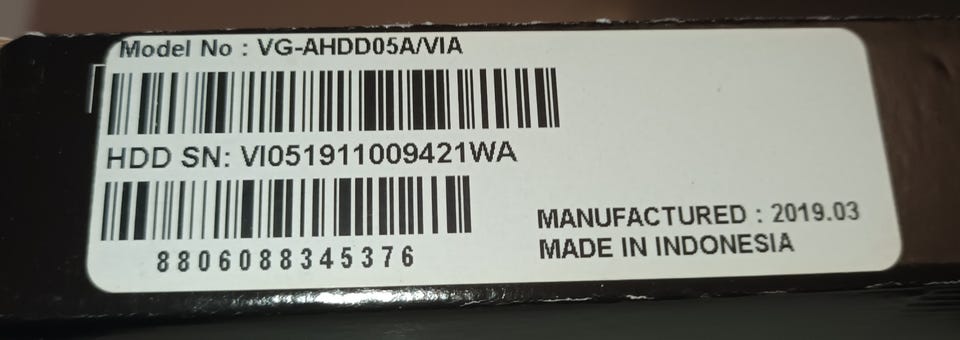 Model No : VG-AHDD05A/VIA
HDD SN: VI051911009421WA
8806088345376
MANUFACTURED : 2019.03
MADE IN INDONESIA